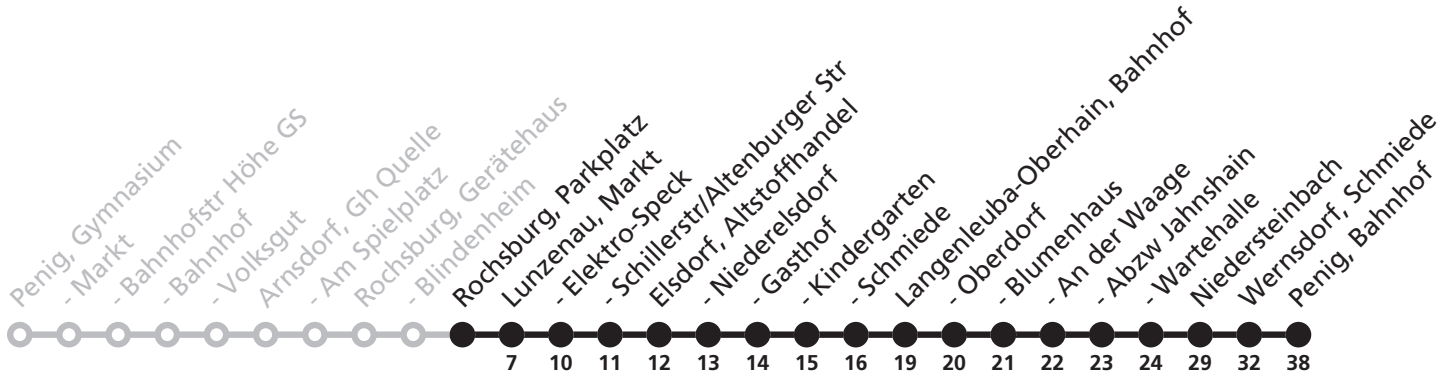 Penig, Gymnasium
- Markt
- Bahnhofstr Höhe GS
- Bahnhof
- Volksgut
Arnsdorf, Gh Quelle
- Am Spielplatz
Rochsburg, Gerätehaus
- Blindenheim
Rochsburg, Parkplatz
Lunzenau, Markt
- Elektro-Speck
- Schillerstr/Altenburger Str
Elsdorf, Altstoffhandel
- Niederelsdorf
- Gasthof
- Kindergarten
- Schmiede
Langenleuba-Oberhain, Bahnhof
- Oberdorf
- Blumenhaus
- An der Waage
- Abzw Jahnshain
- Wartehalle
Niedersteinbach
Wernsdorf, Schmiede
Penig, Bahnhof
7 10 11 12 13 14 15 16 19 20 21 22 23 24 29 32 38